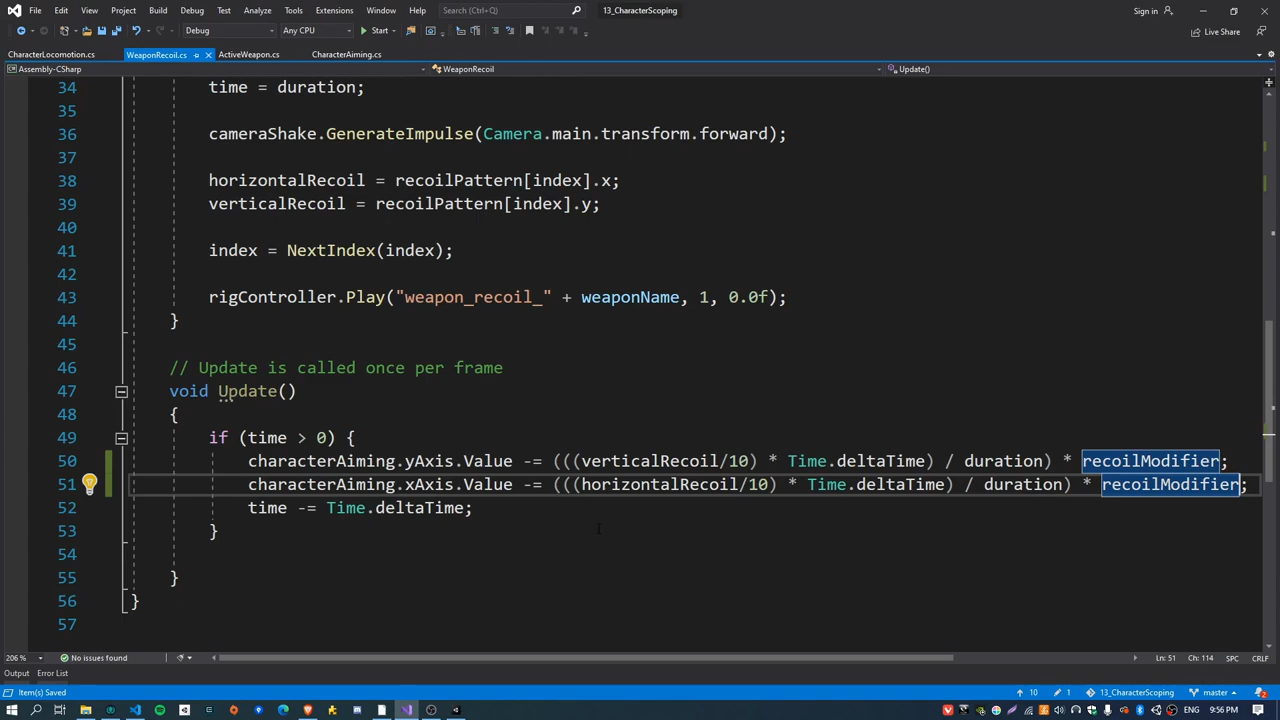 File Edit View Git Project Build Debug Test Analyze Tools Extensions Window Help Search (Ctrl+Q) 13_CharacterScoping Sign in
Debug Any CPU Start Live Share
CharacterLocomotion.cs WeaponRecoil.cs ActiveWeapon.cs CharacterAiming.cs
Assembly-CSharp WeaponRecoil Update()
34 time = duration;
35
36 cameraShake.GenerateImpulse(Camera.main.transform.forward);
37
38 horizontalRecoil = recoilPattern[index].x;
39 verticalRecoil = recoilPattern[index].y;
40
41 index = NextIndex(index);
42
43 rigController.Play("weapon_recoil_" + weaponName, 1, 0.0f);
44 }
45
46 // Update is called once per frame
47 void Update()
48 {
49 if (time > 0) {
50 characterAiming.yAxis.Value -= (((verticalRecoil/10) * Time.deltaTime) / duration) * recoilModifier;
51 characterAiming.xAxis.Value -= (((horizontalRecoil/10) * Time.deltaTime) / duration) * recoilModifier;
52 time -= Time.deltaTime;
53 }
54
55 }
56 }
57
206 % No issues found Ln: 51 Ch: 114 SPC CRLF
Output Error List
Item(s) Saved 10 1 13_CharacterScoping master 2
ENG 9:56 PM